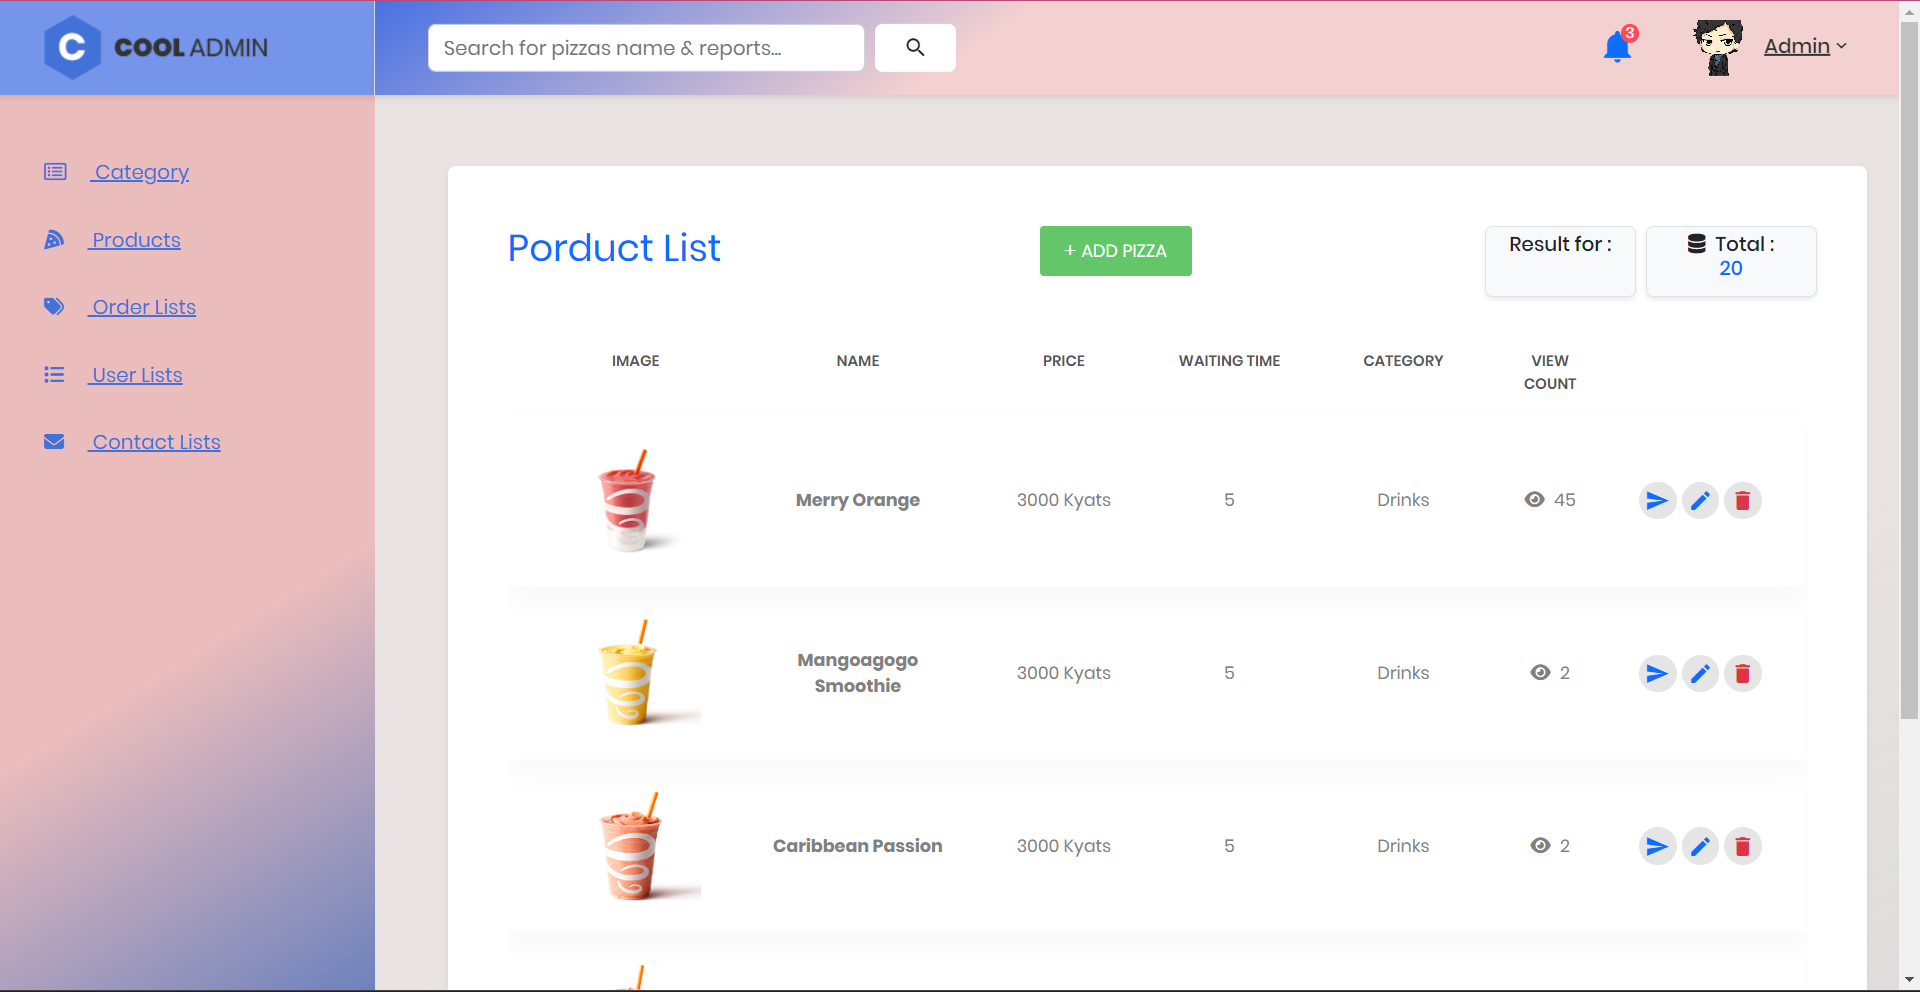 C COOL ADMIN
Search for pizzas name & reports...
3
Admin
Category
Products
Order Lists
User Lists
Contact Lists
Porduct List
+ ADD PIZZA
Result for :
Total :
20
IMAGE NAME PRICE WAITING TIME CATEGORY VIEW
COUNT
Merry Orange 3000 Kyats 5 Drinks 45
Mangoagogo
Smoothie 3000 Kyats 5 Drinks 2
Caribbean Passion 3000 Kyats 5 Drinks 2